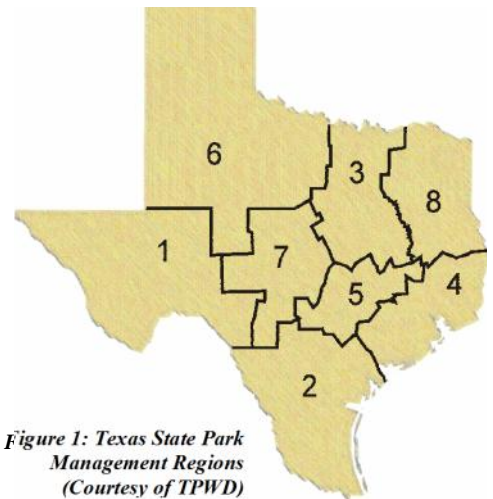 6
3
8
1
7
5
4
2
Figure 1: Texas State Park
Management Regions
(Courtesy of TPWD)